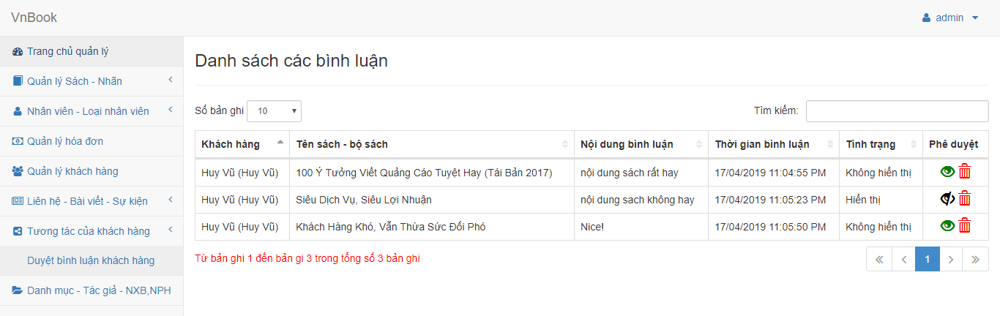 VnBook
admin
Trang chủ quản lý
Quản lý Sách - Nhãn
Nhân viên - Loại nhân viên
Quản lý hóa đơn
Quản lý khách hàng
Liên hệ - Bài viết - Sự kiện
Tương tác của khách hàng
Duyệt bình luận khách hàng
Danh mục - Tác giả - NXB,NPH
Danh sách các bình luận
Số bản ghi 10 Tìm kiếm:
Khách hàng Tên sách - bộ sách Nội dung bình luận Thời gian bình luận Tình trạng Phê duyệt
Huy Vũ (Huy Vũ) 100 Ý Tưởng Viết Quảng Cáo Tuyệt Hay (Tái Bản 2017) nội dung sách rất hay 17/04/2019 11:04:55 PM Không hiển thị
Huy Vũ (Huy Vũ) Siêu Dịch Vụ, Siêu Lợi Nhuận nội dung sach không hay 17/04/2019 11:05:23 PM Hiển thị
Huy Vũ (Huy Vũ) Khách Hàng Khó, Vẫn Thừa Sức Đối Phó Nice! 17/04/2019 11:05:50 PM Không hiển thị
Từ bản ghi 1 đến bản gi 3 trong tổng số 3 bản ghi
1